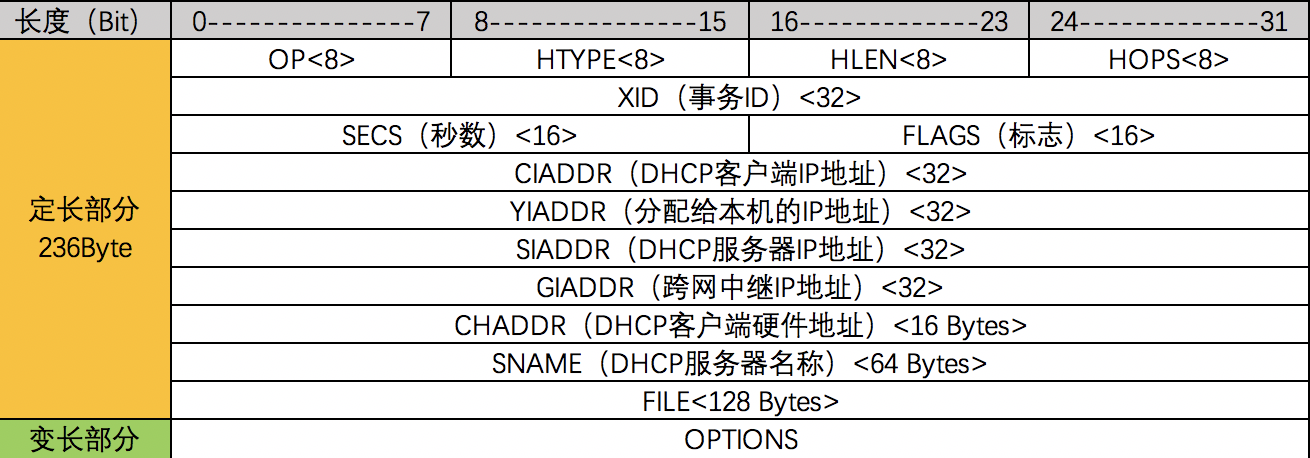 长度（Bit） 0---------------7 8---------------15 16-------------23 24-------------31
OP<8> HTYPE<8> HLEN<8> HOPS<8>
XID（事务ID）<32>
SECS（秒数）<16> FLAGS（标志）<16>
CIADDR（DHCP客户端IP地址）<32>
定长部分
236Byte
YIADDR（分配给本机的IP地址）<32>
SIADDR（DHCP服务器IP地址）<32>
GIADDR（跨网中继IP地址）<32>
CHADDR（DHCP客户端硬件地址）<16 Bytes>
SNAME（DHCP服务器名称）<64 Bytes>
FILE<128 Bytes>
变长部分 OPTIONS